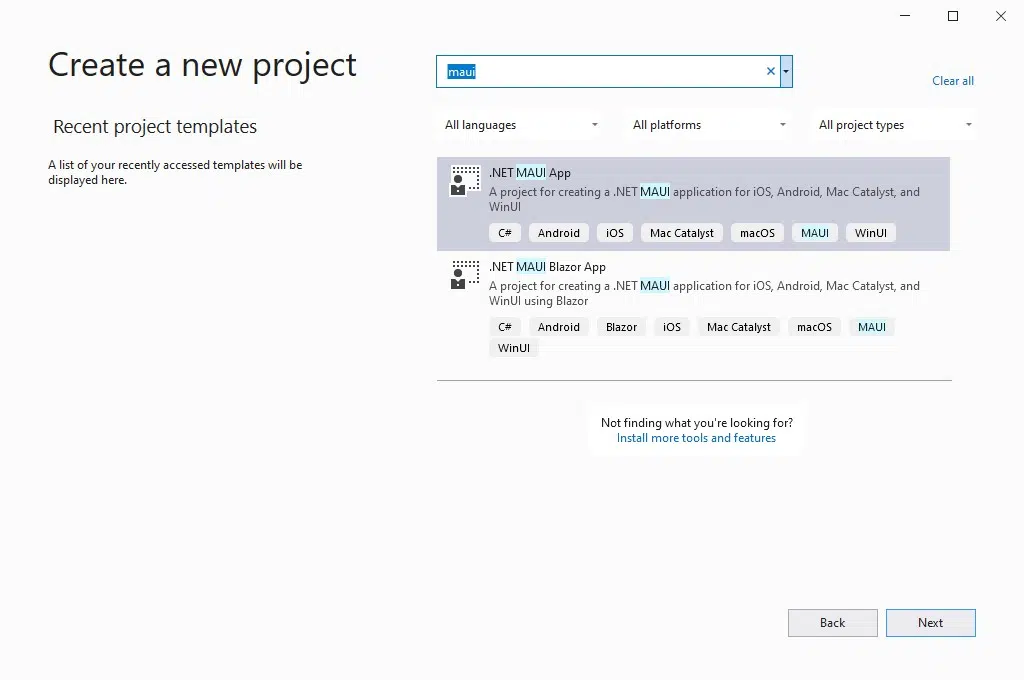 Create a new project
maui
Clear all
Recent project templates
A list of your recently accessed templates will be
displayed here.
All languages
All platforms
All project types
.NET MAUI App
A project for creating a .NET MAUI application for iOS, Android, Mac Catalyst, and
WinUI
C# Android iOS Mac Catalyst macOS MAUI WinUI
.NET MAUI Blazor App
A project for creating a .NET MAUI application for iOS, Android, Mac Catalyst, and
WinUI using Blazor
C# Android Blazor iOS Mac Catalyst macOS MAUI
WinUI
Not finding what you're looking for?
Install more tools and features
Back
Next